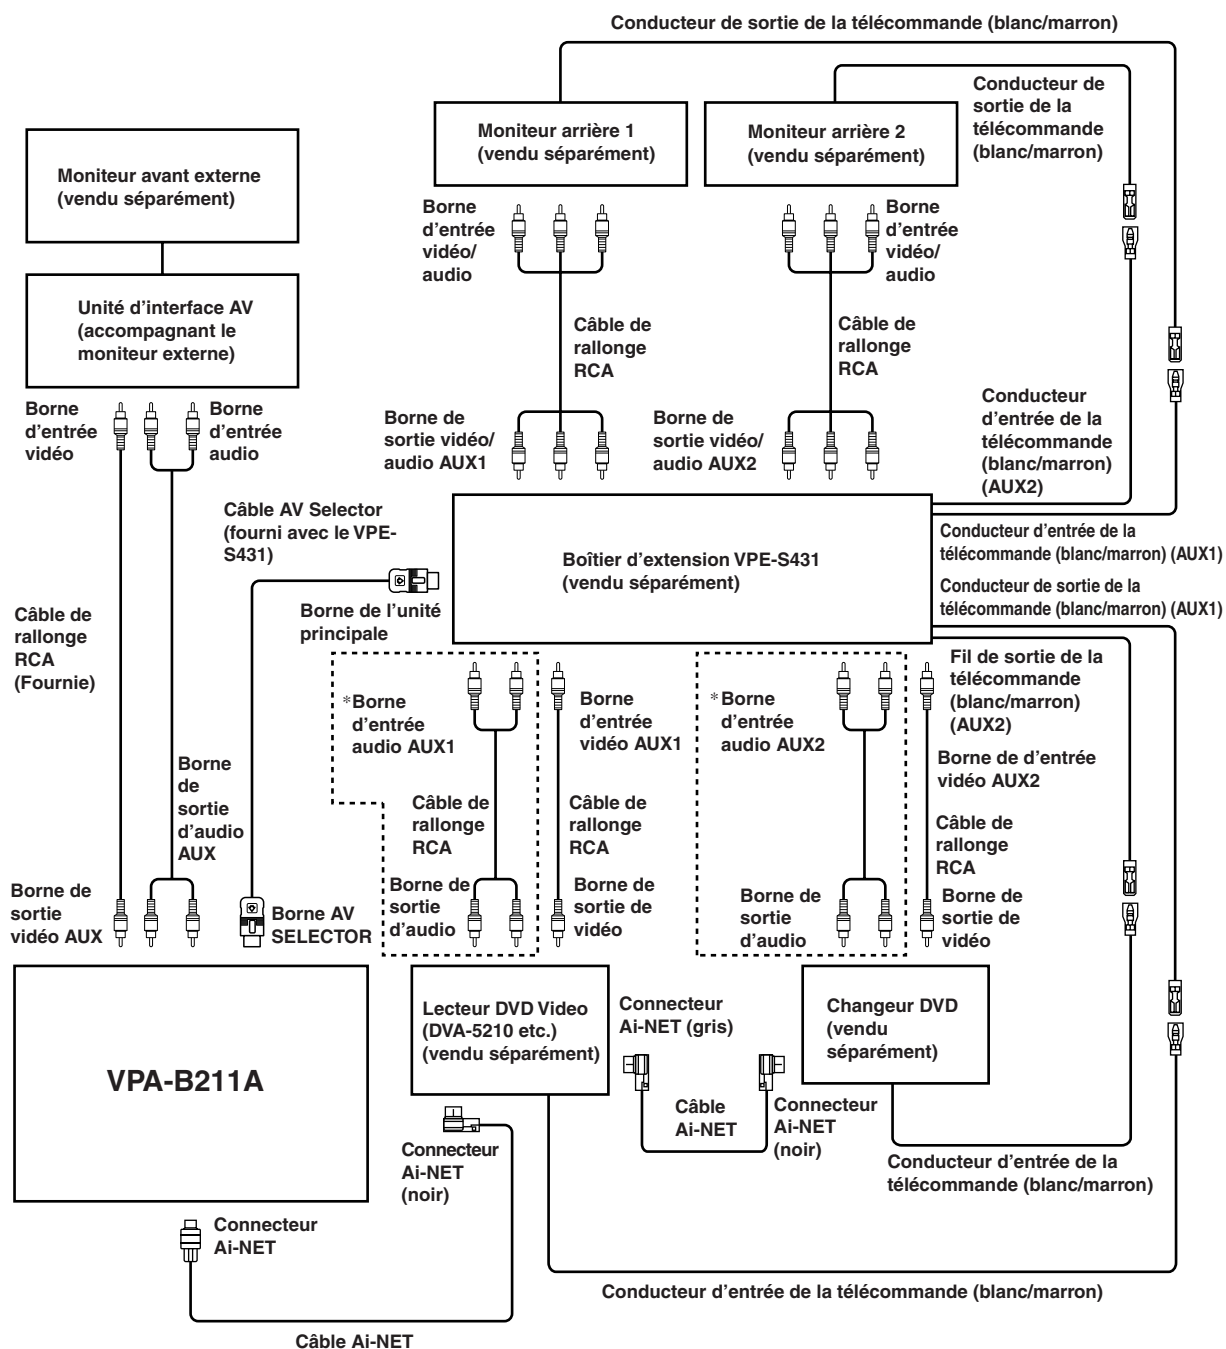 Conducteur de sortie de la télécommande (blanc/marron)
Conducteur de
sortie de la
télécommande
(blanc/marron)
Moniteur arrière 1
(vendu séparément)
Moniteur arrière 2
(vendu séparément)
Moniteur avant externe
(vendu séparément)
Borne
d'entrée
vidéo/
audio
Borne
d'entrée
vidéo/
audio
Unité d'interface AV
(accompagnant le
moniteur externe)
Câble de
rallonge
RCA
Câble de
rallonge
RCA
Borne
d'entrée
vidéo
Borne
d'entrée
audio
Borne de
sortie vidéo/
audio AUX1
Borne de
sortie vidéo/
audio AUX2
Conducteur
d'entrée de la
télécommande
(blanc/marron)
(AUX2)
Câble AV Selector
(fourni avec le VPE-
S431)
Boîtier d'extension VPE-S431
(vendu séparément)
Conducteur d'entrée de la
télécommande (blanc/marron) (AUX1)
Conducteur de sortie de la
télécommande (blanc/marron) (AUX1)
Borne de l'unité
principale
Câble de
rallonge
RCA
(Fournie)
*Borne
d'entrée
audio AUX1
Borne
d'entrée
vidéo AUX1
*Borne
d'entrée
audio AUX2
Fil de sortie de la
télécommande
(blanc/marron)
(AUX2)
Borne de d'entrée
vidéo AUX2
Borne
de
sortie
d'audio
AUX
Câble de
rallonge
RCA
Câble de
rallonge
RCA
Câble de
rallonge
RCA
Borne de
sortie
vidéo AUX
Borne AV
SELECTOR
Borne de
sortie
d'audio
Borne de
sortie de
vidéo
Borne de
sortie
d'audio
Borne de
sortie de
vidéo
VPA-B211A
Lecteur DVD Video
(DVA-5210 etc.)
(vendu séparément)
Connecteur
Ai-NET (gris)
Changeur DVD
(vendu
séparément)
Câble
Ai-NET
Connecteur
Ai-NET
(noir)
Connecteur
Ai-NET
(noir)
Conducteur d'entrée de la
télécommande (blanc/marron)
Connecteur
Ai-NET
Conducteur d'entrée de la télécommande (blanc/marron)
Câble Ai-NET